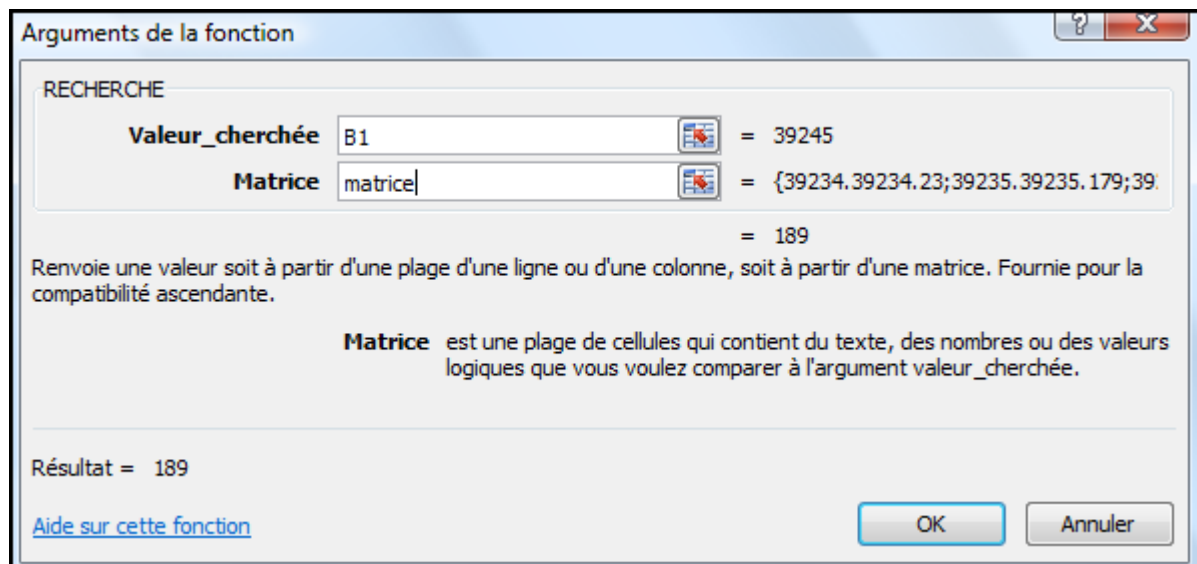 Arguments de la fonction
RECHERCHE
Valeur_cherchée B1 = 39245
Matrice matrice = {39234.39234.23;39235.39235.179;39
= 189
Renvoie une valeur soit à partir d'une plage d'une ligne ou d'une colonne, soit à partir d'une matrice. Fournie pour la
compatibilité ascendante.
Matrice est une plage de cellules qui contient du texte, des nombres ou des valeurs
logiques que vous voulez comparer à l'argument valeur_cherchée.
Résultat = 189
Aide sur cette fonction OK Annuler